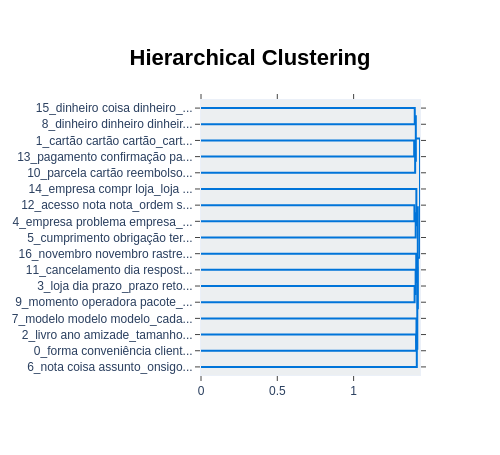 Hierarchical Clustering
15_dinheiro coisa dinheiro_...
8_dinheiro dinheiro dinheir...
1_cartão cartão cartão_cart...
13_pagamento confirmação pa...
10_parcela cartão reembolso...
14_empresa compr loja_loja ...
12_acesso nota nota_ordem s...
4_empresa problema empresa_...
5_cumprimento obrigação ter...
16_novembro novembro rastre...
11_cancelamento dia respost...
3_loja dia prazo_prazo reto...
9_momento operadora pacote_...
7_modelo modelo modelo_cada...
2_livro ano amizade_tamanho...
0_forma conveniência client...
6_nota coisa assunto_onsigo...
0 0.5 1